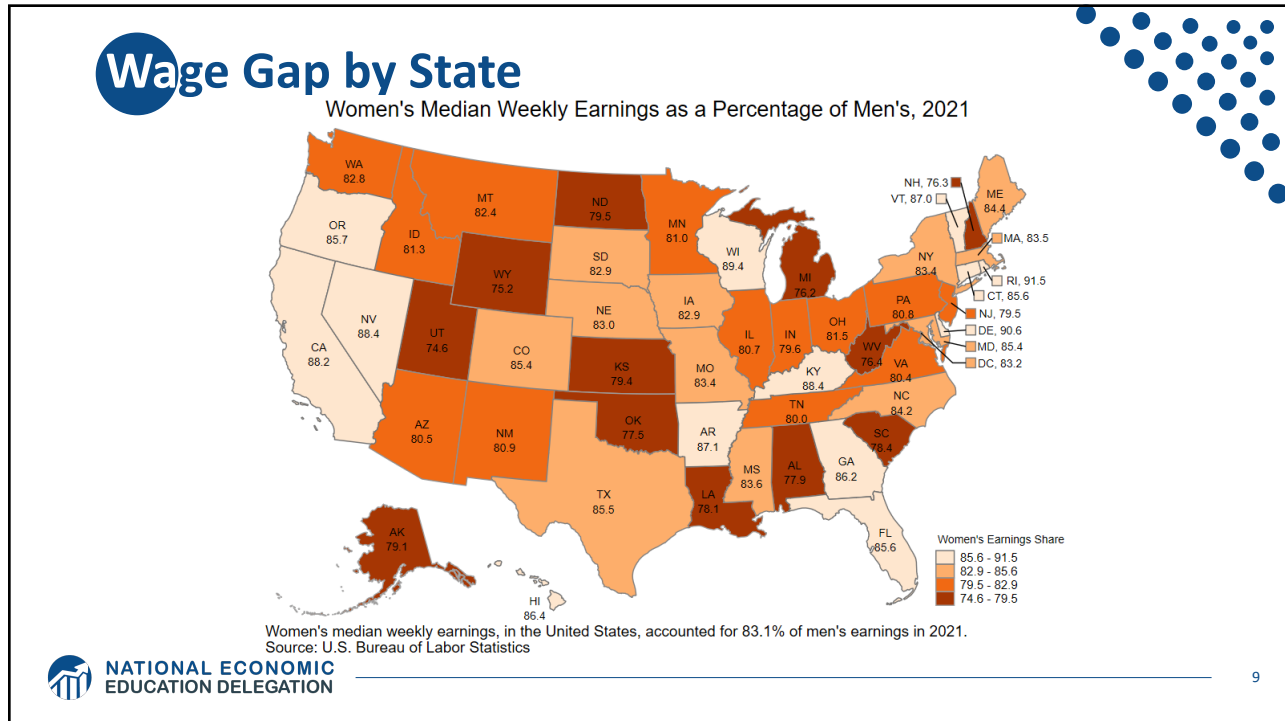 Wage Gap by State
Women's Median Weekly Earnings as a Percentage of Men's, 2021
WA
82.8
OR
85.7
CA
88.2
NV
88.4
ID
81.3
MT
82.4
WY
75.2
UT
74.6
AZ
80.5
CO
85.4
NM
80.9
ND
79.5
SD
82.9
NE
83.0
KS
79.4
OK
77.5
TX
85.5
MN
81.0
IA
82.9
MO
83.4
AR
87.1
LA
78.1
WI
89.4
IL
80.7
MI
76.2
IN
79.6
OH
81.5
KY
88.4
TN
80.0
MS
83.6
AL
77.9
GA
86.2
FL
85.6
SC
78.4
NC
84.2
VA
80.4
WV
76.4
PA
80.8
NY
83.4
ME
84.4
NH, 76.3
VT, 87.0
MA, 83.5
RI, 91.5
CT, 85.6
NJ, 79.5
DE, 90.6
MD, 85.4
DC, 83.2
AK
79.1
HI
86.4
Women's Earnings Share
85.6 - 91.5
82.9 - 85.6
79.5 - 82.9
74.6 - 79.5
Women's median weekly earnings, in the United States, accounted for 83.1% of men's earnings in 2021.
Source: U.S. Bureau of Labor Statistics
NATIONAL ECONOMIC
EDUCATION DELEGATION
9